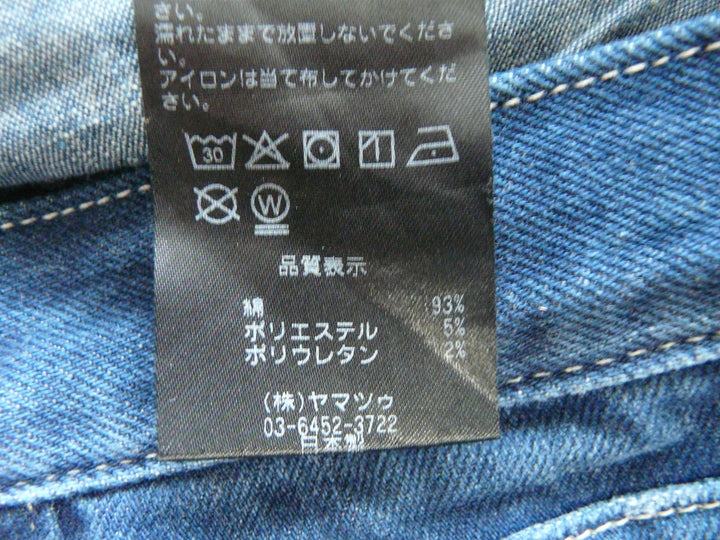 さい。
濡れたままで放置しないでくださ
い。
アイロンは当て布してかけてくだ
さい。
30
W
品質表示
綿 93%
ポリエステル 5%
ポリウレタン 2%
(株)ヤマツゥ
03-6452-3722
日本製